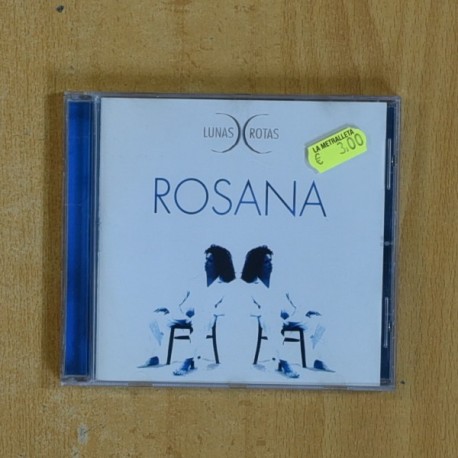 LUNAS ROTAS
LA METRALLETA
€ 3,00
ROSANA